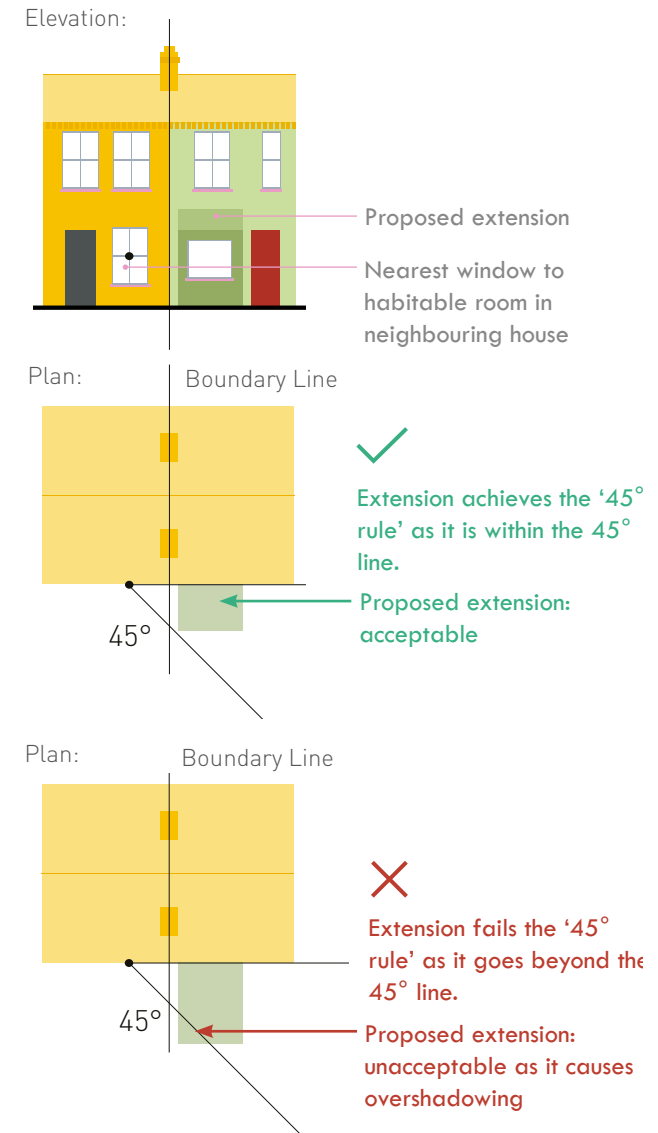 Elevation:
Proposed extension
Nearest window to
habitable room in
neighbouring house
Plan:
Boundary Line
Extension achieves the ‘45°
rule’ as it is within the 45°
line.
Proposed extension:
acceptable
45°
Plan:
Boundary Line
Extension fails the ‘45°
rule’ as it goes beyond the
45° line.
45°
Proposed extension:
unacceptable as it causes
overshadowing